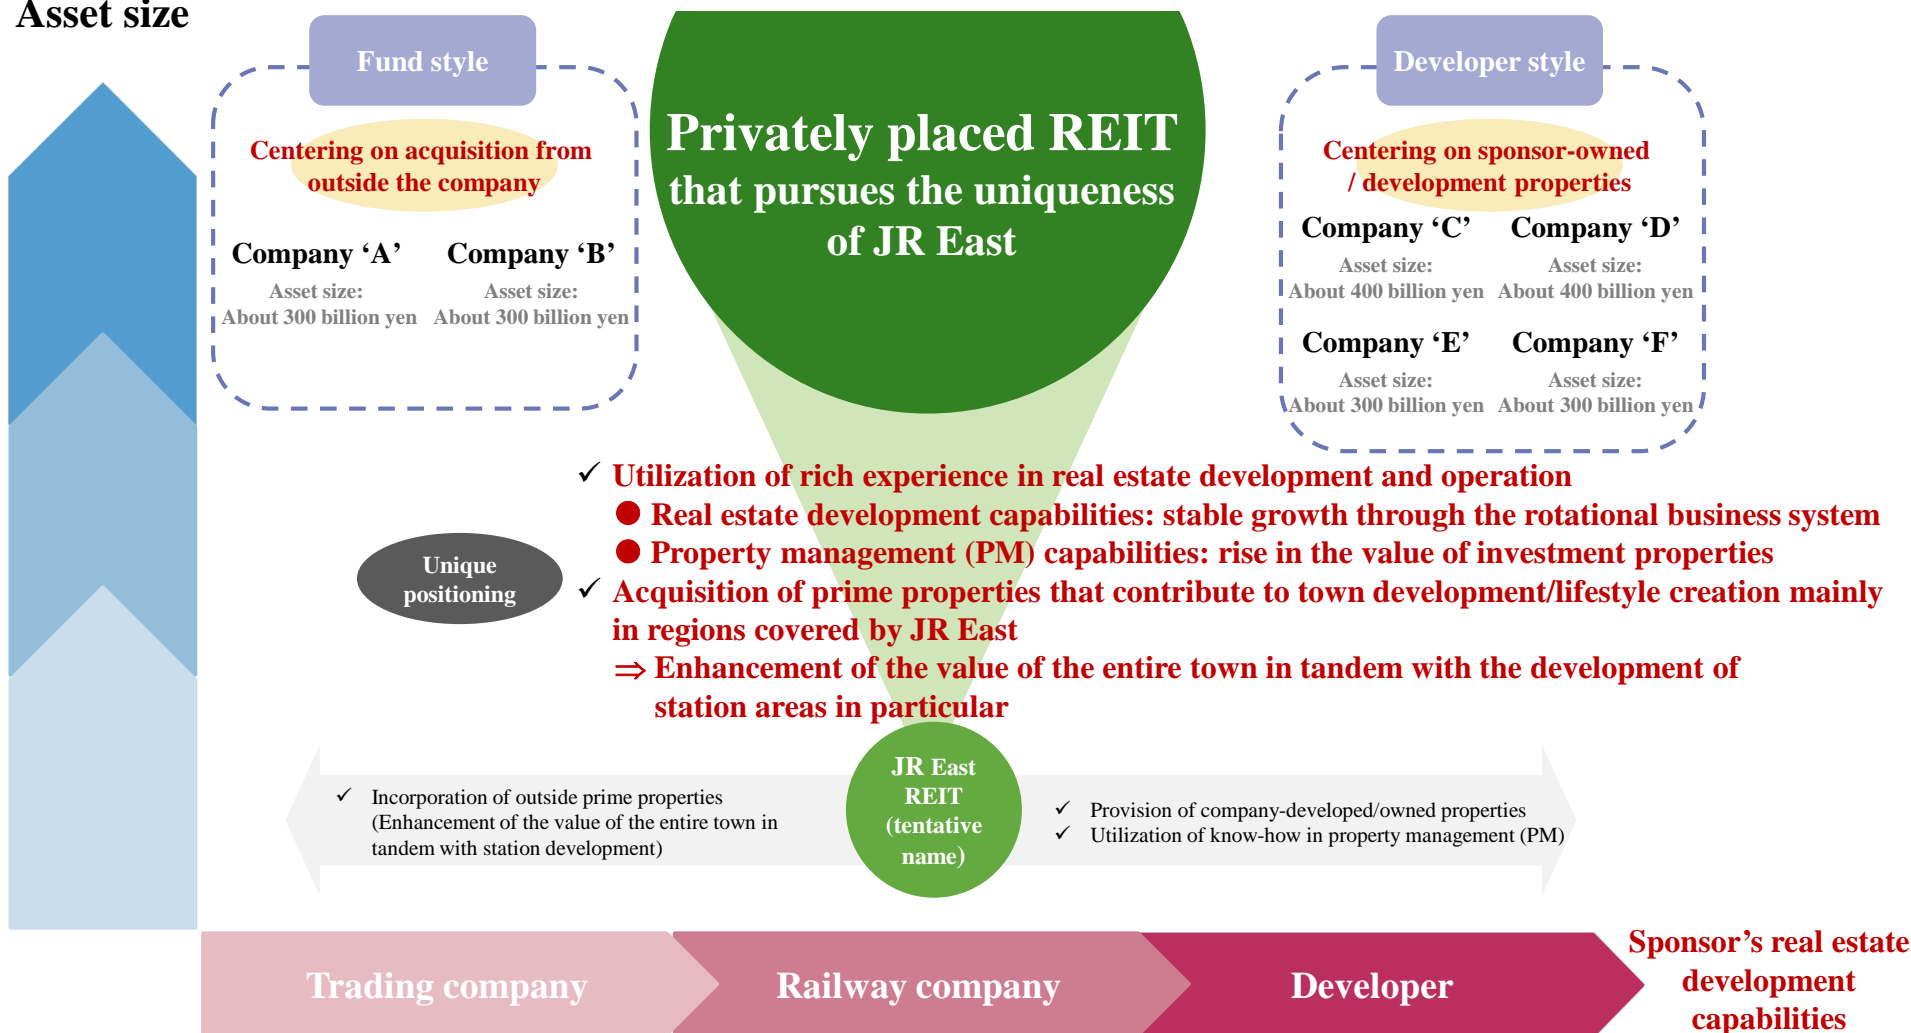 Asset size
Fund style
Centering on acquisition from
outside the company
Company ‘A’
Asset size:
About 300 billion yen
Company ‘B’
Asset size:
About 300 billion yen
Privately placed REIT
that pursues the uniqueness
of JR East
Developer style
Centering on sponsor-owned
/ development properties
Company ‘C’
Asset size:
About 400 billion yen
Company ‘D’
Asset size:
About 400 billion yen
Company ‘E’
Asset size:
About 300 billion yen
Company ‘F’
Asset size:
About 300 billion yen
Unique
positioning
✓ Utilization of rich experience in real estate development and operation
● Real estate development capabilities: stable growth through the rotational business system
● Property management (PM) capabilities: rise in the value of investment properties
✓ Acquisition of prime properties that contribute to town development/lifestyle creation mainly
in regions covered by JR East
⇒ Enhancement of the value of the entire town in tandem with the development of
station areas in particular
✓ Incorporation of outside prime properties
(Enhancement of the value of the entire town in
tandem with station development)
JR East
REIT
(tentative
name)
✓ Provision of company-developed/owned properties
✓ Utilization of know-how in property management (PM)
Trading company
Railway company
Developer
Sponsor’s real estate
development
capabilities